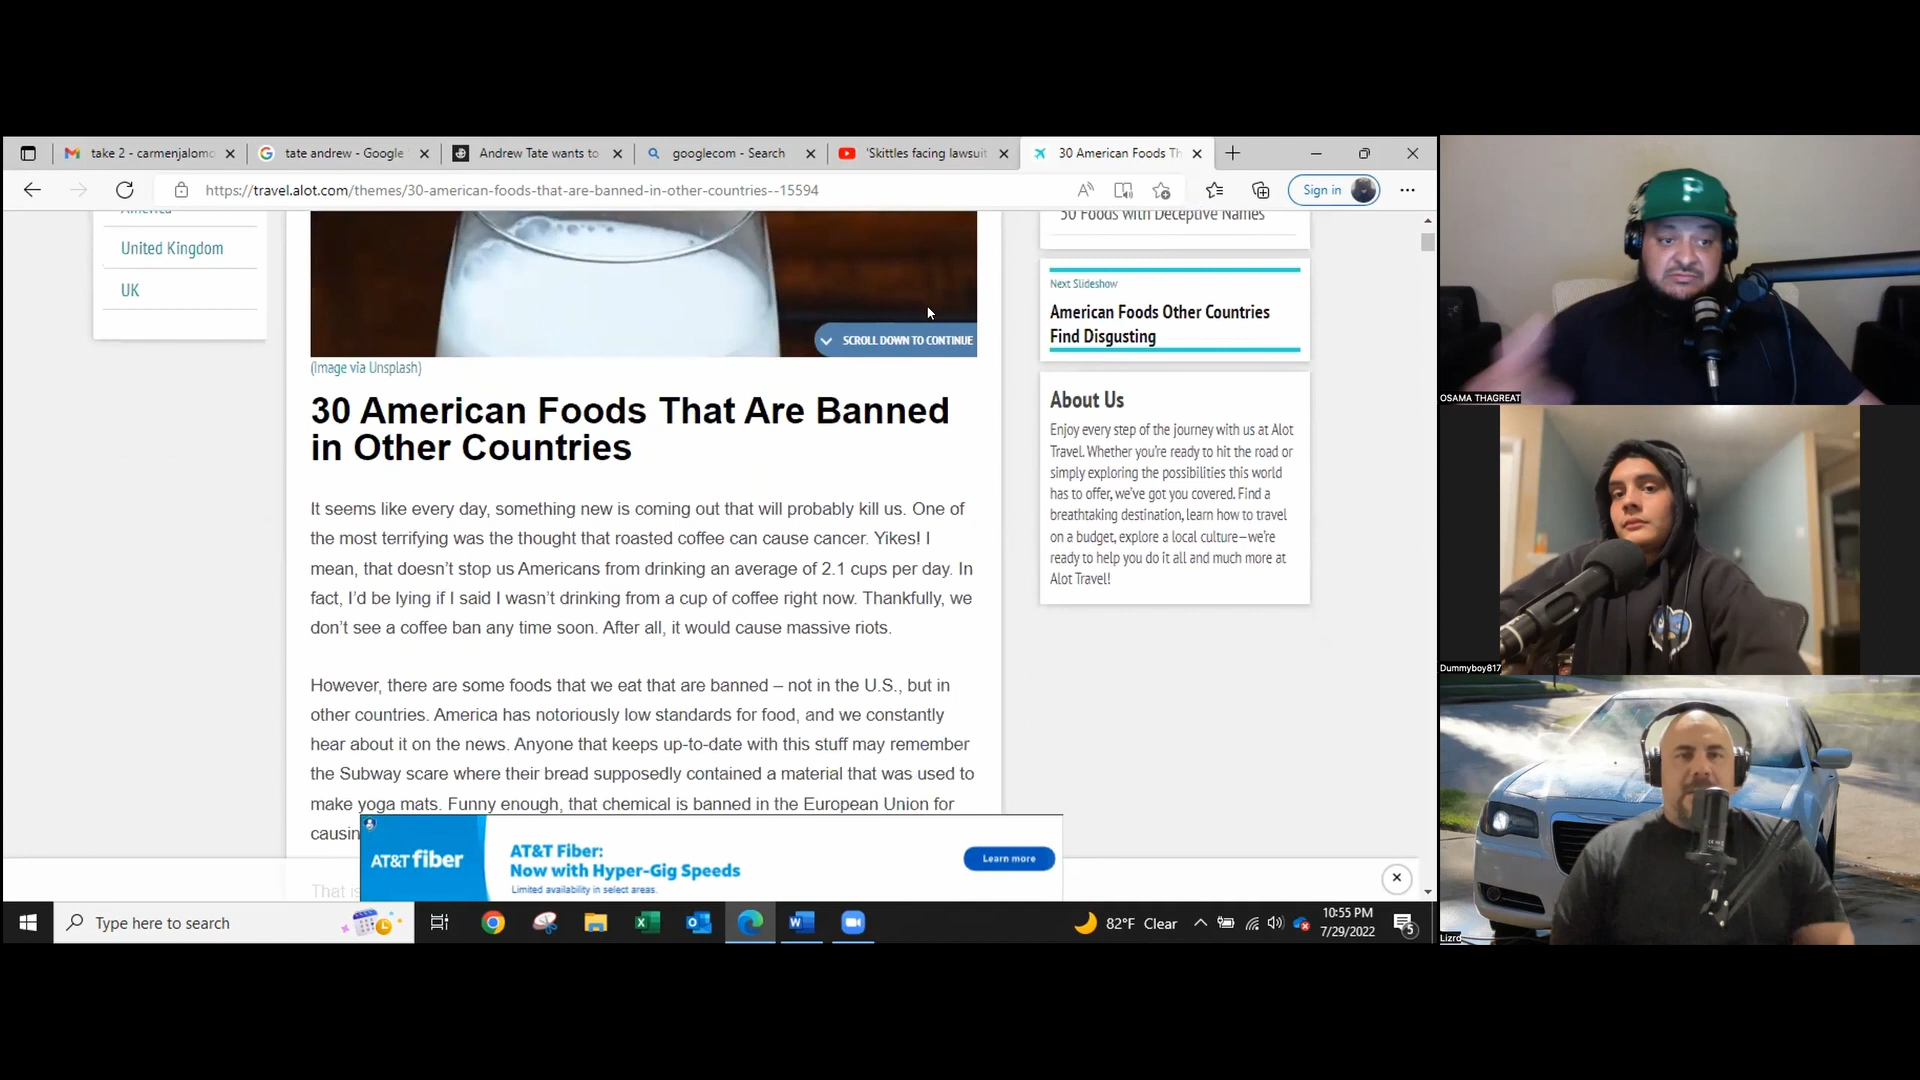 take 2 - carmenjalomo
tate andrew - Google
Andrew Tate wants to
googlecom - Search
'Skittles facing lawsuit
30 American Foods Th
https://travel.alot.com/themes/30-american-foods-that-are-banned-in-other-countries--15594
Sign in
America
United Kingdom
UK
SCROLL DOWN TO CONTINUE
(Image via Unsplash)
30 American Foods That Are Banned
in Other Countries
It seems like every day, something new is coming out that will probably kill us. One of
the most terrifying was the thought that roasted coffee can cause cancer. Yikes! I
mean, that doesn't stop us Americans from drinking an average of 2.1 cups per day. In
fact, I'd be lying if I said I wasn't drinking from a cup of coffee right now. Thankfully, we
don't see a coffee ban any time soon. After all, it would cause massive riots.
However, there are some foods that we eat that are banned – not in the U.S., but in
other countries. America has notoriously low standards for food, and we constantly
hear about it on the news. Anyone that keeps up-to-date with this stuff may remember
the Subway scare where their bread supposedly contained a material that was used to
make yoga mats. Funny enough, that chemical is banned in the European Union for
causin
That is
30 Foods with Deceptive Names
Next Slideshow
American Foods Other Countries
Find Disgusting
About Us
Enjoy every step of the journey with us at Alot
Travel. Whether you're ready to hit the road or
simply exploring the possibilities this world
has to offer, we've got you covered. Find a
breathtaking destination, learn how to travel
on a budget, explore a local culture—we're
ready to help you do it all and much more at
Alot Travel!
AT&T fiber
AT&T Fiber:
Now with Hyper-Gig Speeds
Limited availability in select areas.
Learn more
Type here to search
82°F Clear
10:55 PM
7/29/2022
5
OSAMA THAGREAT
Dummyboy817
Lizrd